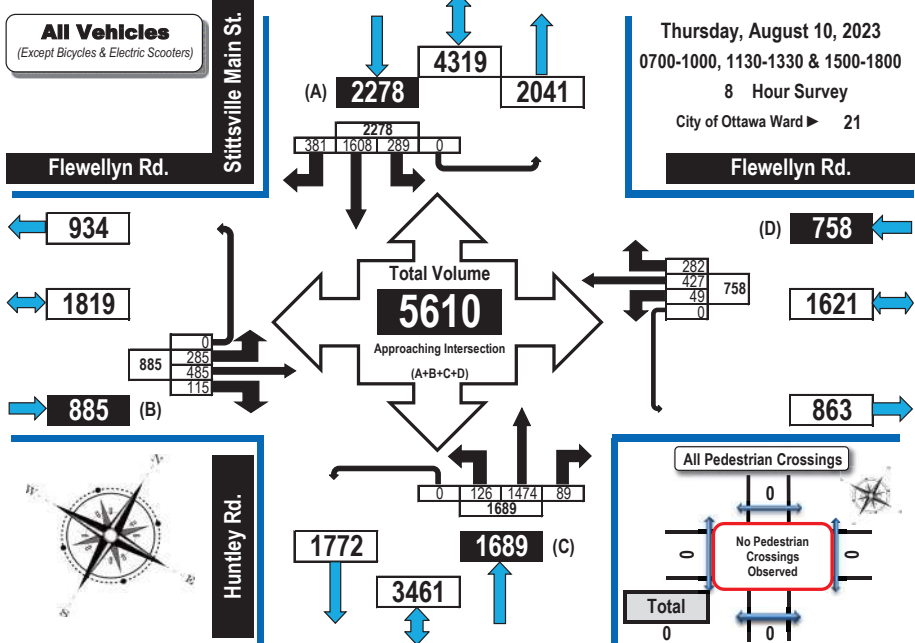 All Vehicles
(Except Bicycles & Electric Scooters)
Stittsville Main St.
Flewellyn Rd.
4319
(A) 2278
2041
2278
381 1608 289 0
Thursday, August 10, 2023
0700-1000, 1130-1330 & 1500-1800
8 Hour Survey
City of Ottawa Ward ► 21
Flewellyn Rd.
934
1819
0
285
885
485
115
885 (B)
Total Volume
5610
Approaching Intersection
(A+B+C+D)
(D) 758
282
427
758
49
0
1621
863
0 126 1474 89
1689
1772
1689 (C)
3461
Huntley Rd.
N
W
E
S
All Pedestrian Crossings
0
0
No Pedestrian
Crossings
Observed
0
Total
0
0